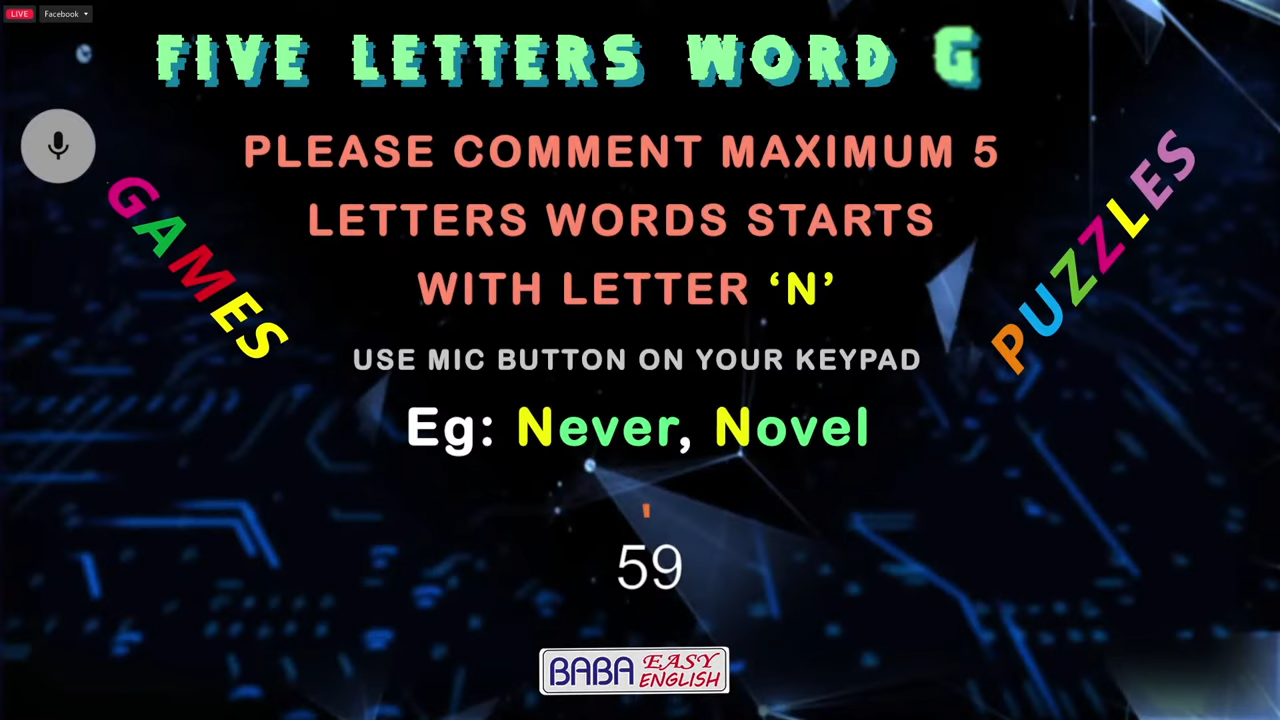 LIVE Facebook
FIVE LETTERS WORD G
PLEASE COMMENT MAXIMUM 5
LETTERS WORDS STARTS
WITH LETTER ‘N’
GAMES
PUZZLES
USE MIC BUTTON ON YOUR KEYPAD
Eg: Never, Novel
59
BABA EASY ENGLISH